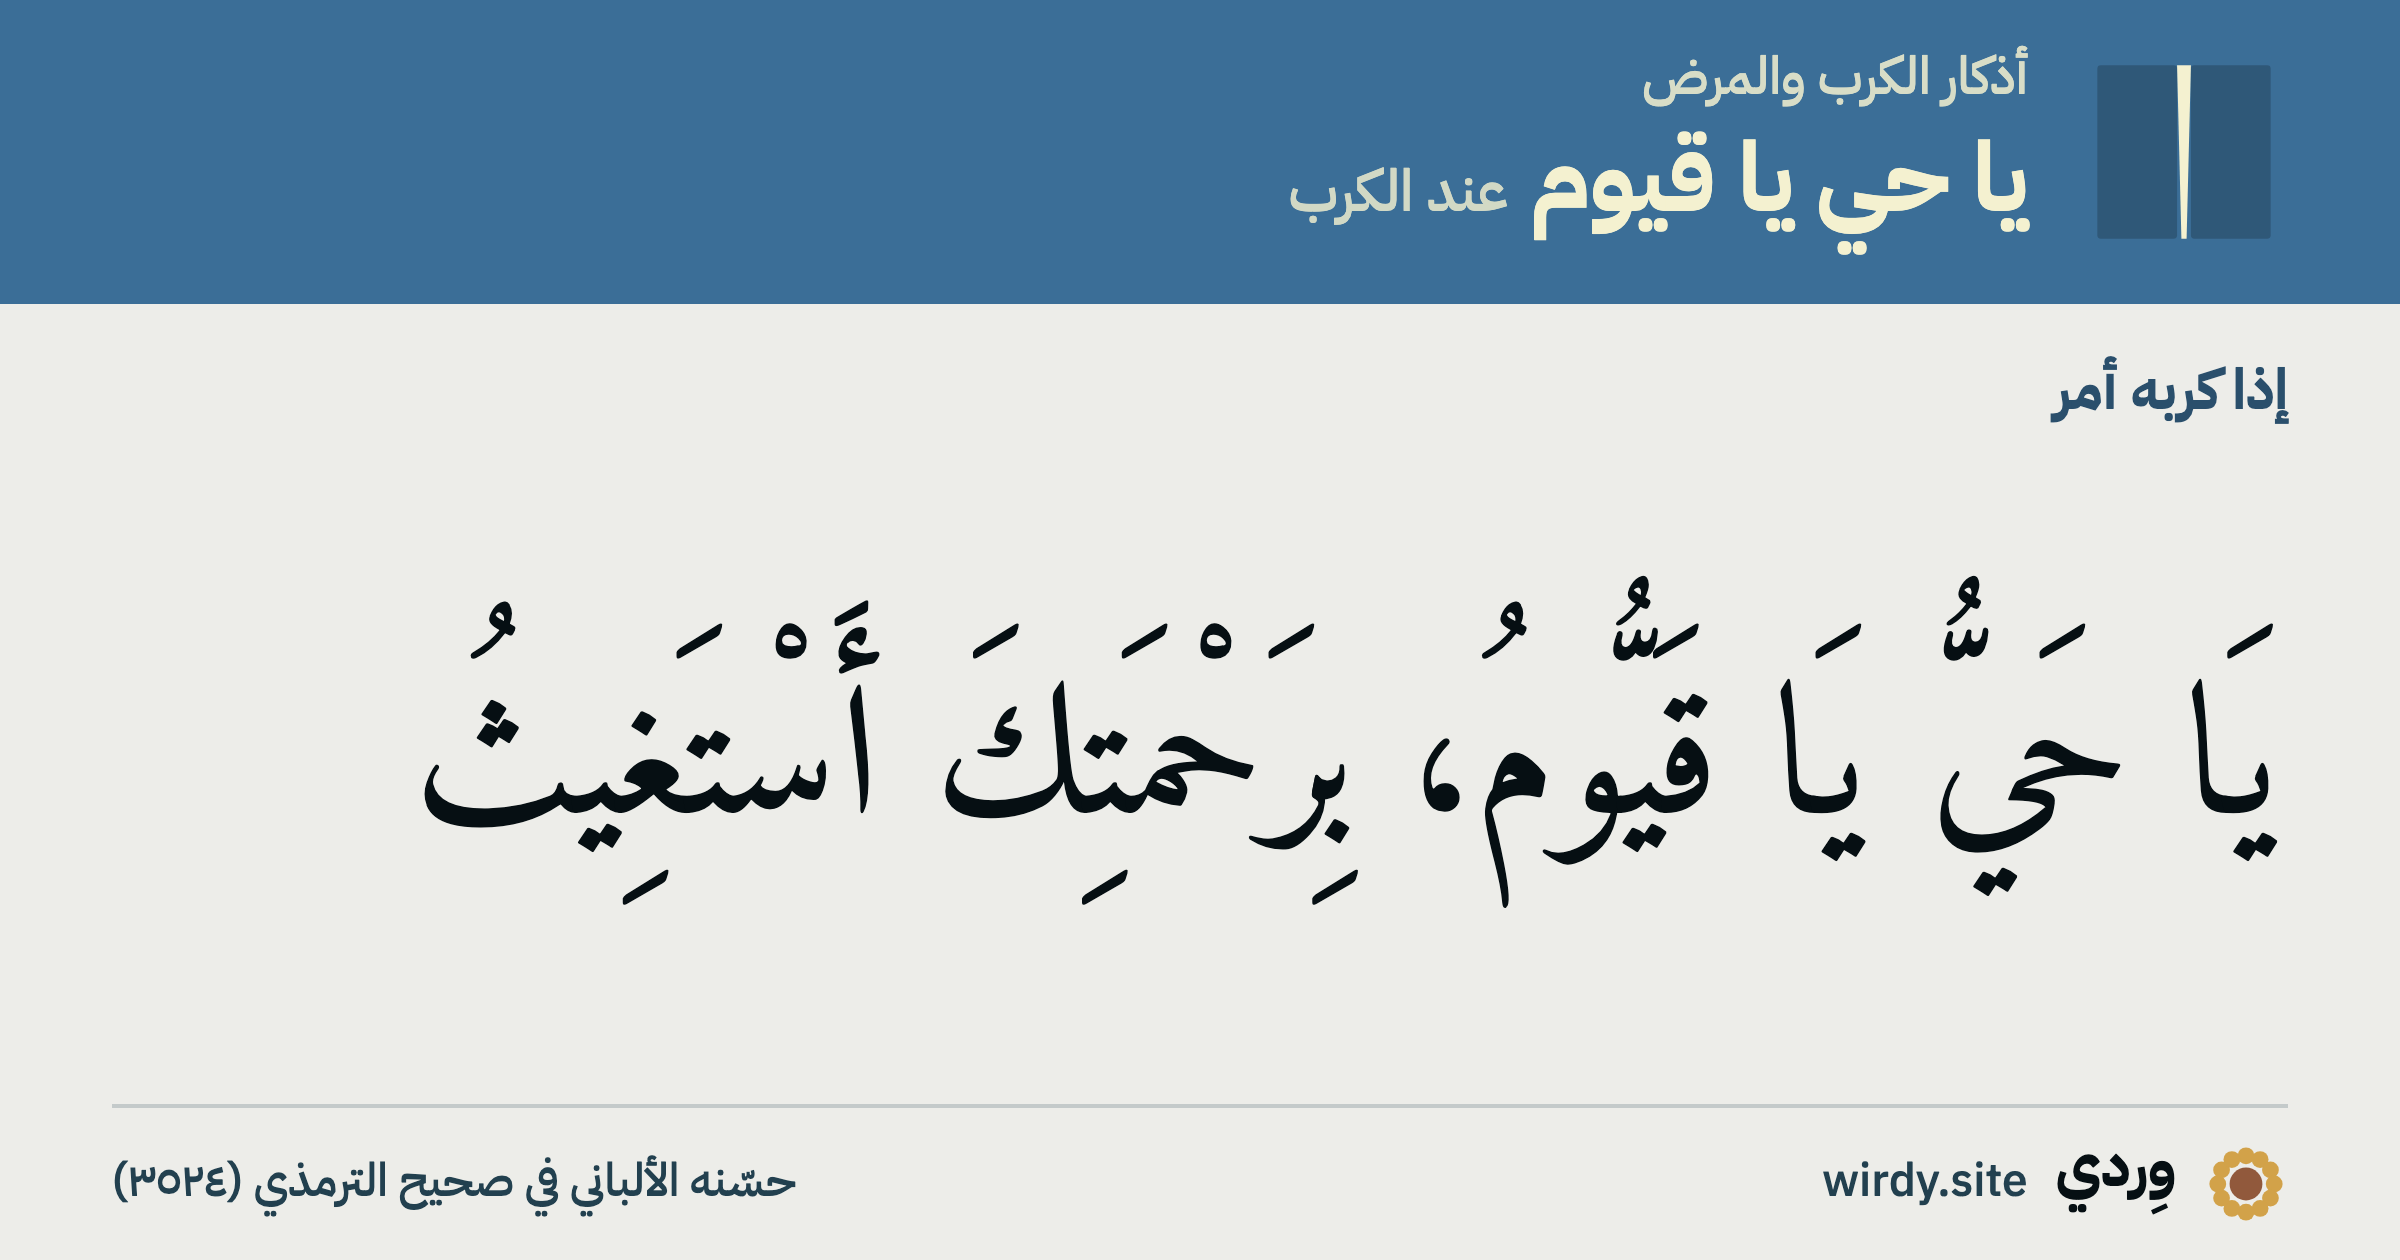 أذكار الكرب والمرض
يا حي يا قيوم عند الكرب
إذا كربه أمر
يَا حَيُّ يَا قَيُّومُ، بِرَحْمَتِكَ أَسْتَغِيثُ
وِردي wirdy.site
حسّنه الألباني في صحيح الترمذي (٣٥٢٤)